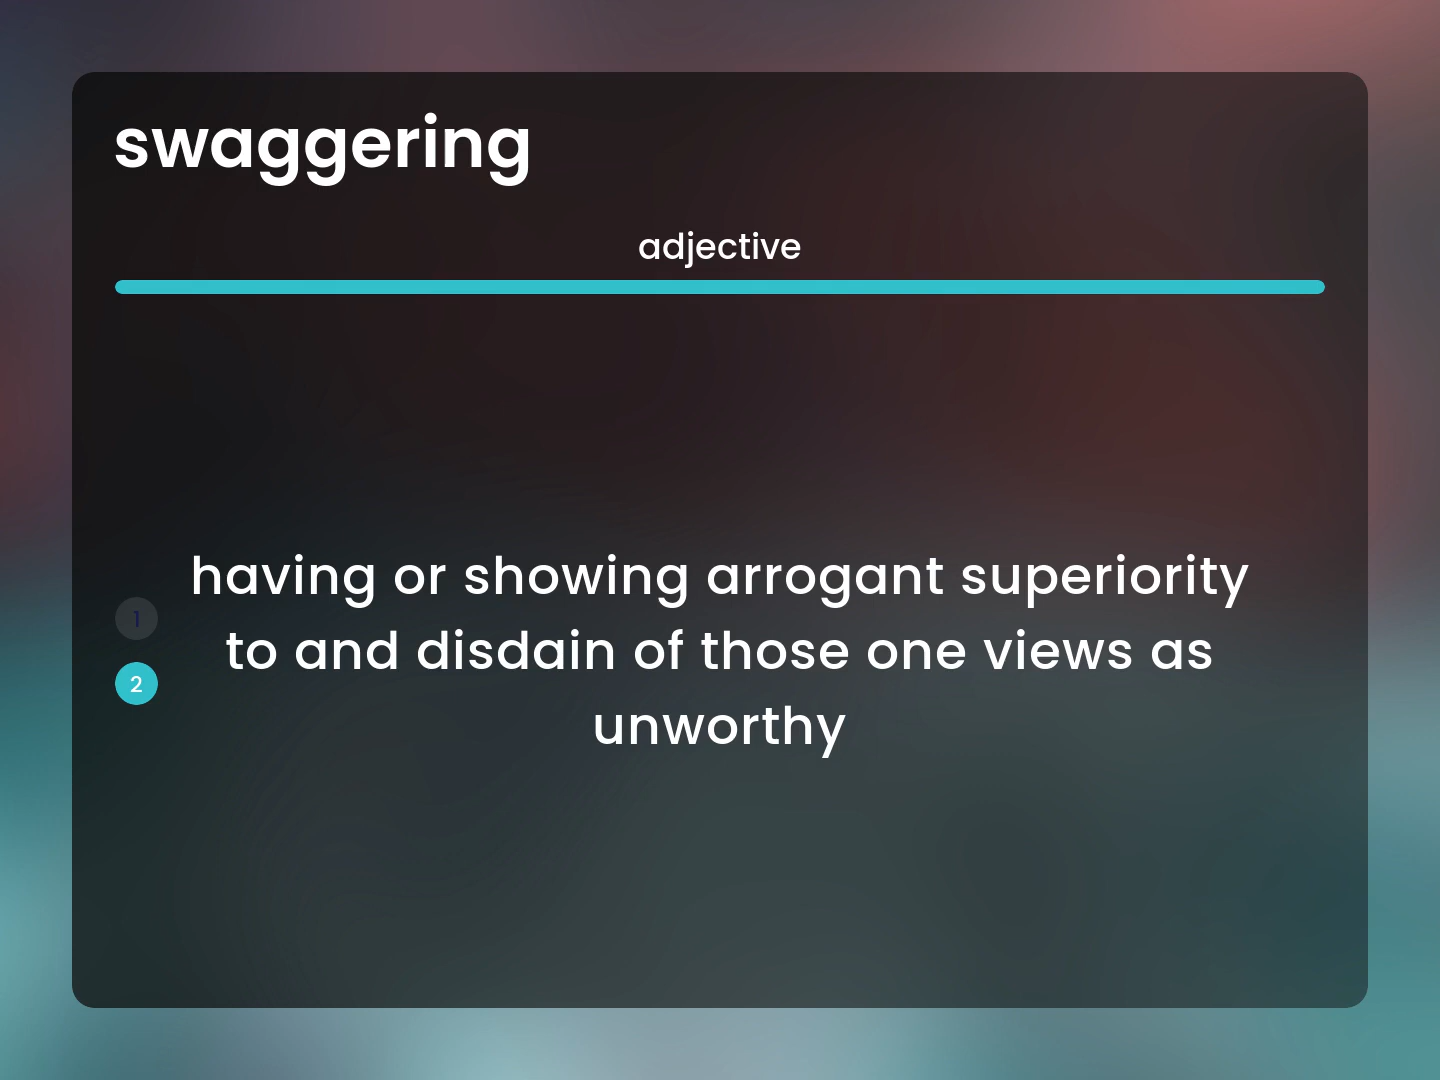 swaggering
adjective
having or showing arrogant superiority
1
to and disdain of those one views as
2
unworthy